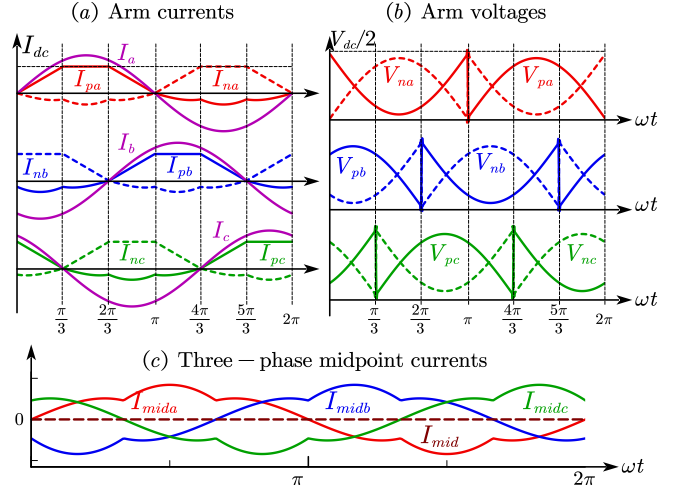 (a) Arm currents
I_dc
I_a
I_pa
I_na
I_b
I_nb
I_pb
I_c
I_nc
I_pc
π/3 2π/3 π 4π/3 5π/3 2π
(b) Arm voltages
V_dc/2
V_na
V_pa
ωt
V_pb
V_nb
ωt
V_pc
V_nc
ωt
π/3 2π/3 π 4π/3 5π/3 2π
(c) Three − phase midpoint currents
I_mida
I_midb
I_midc
0
I_mid
ωt
π 2π